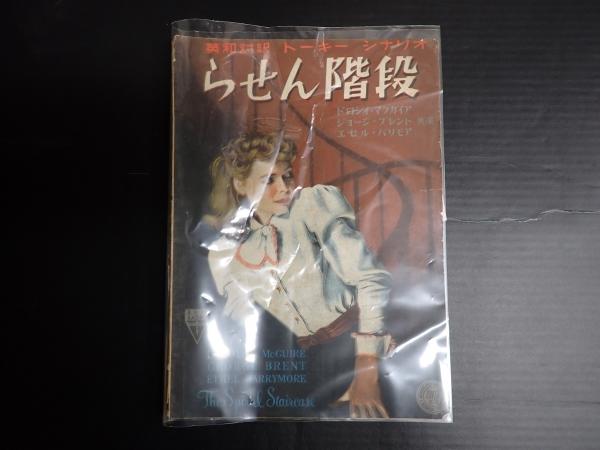 英和対訳 トーキー シナリオ
らせん階段
ドロシイ・マクガイア
ジョージ・ブレント 共演
エセル・バリモア
McGUIRE
BRENT
ETHEL BARRYMORE
The Spiral Staircase